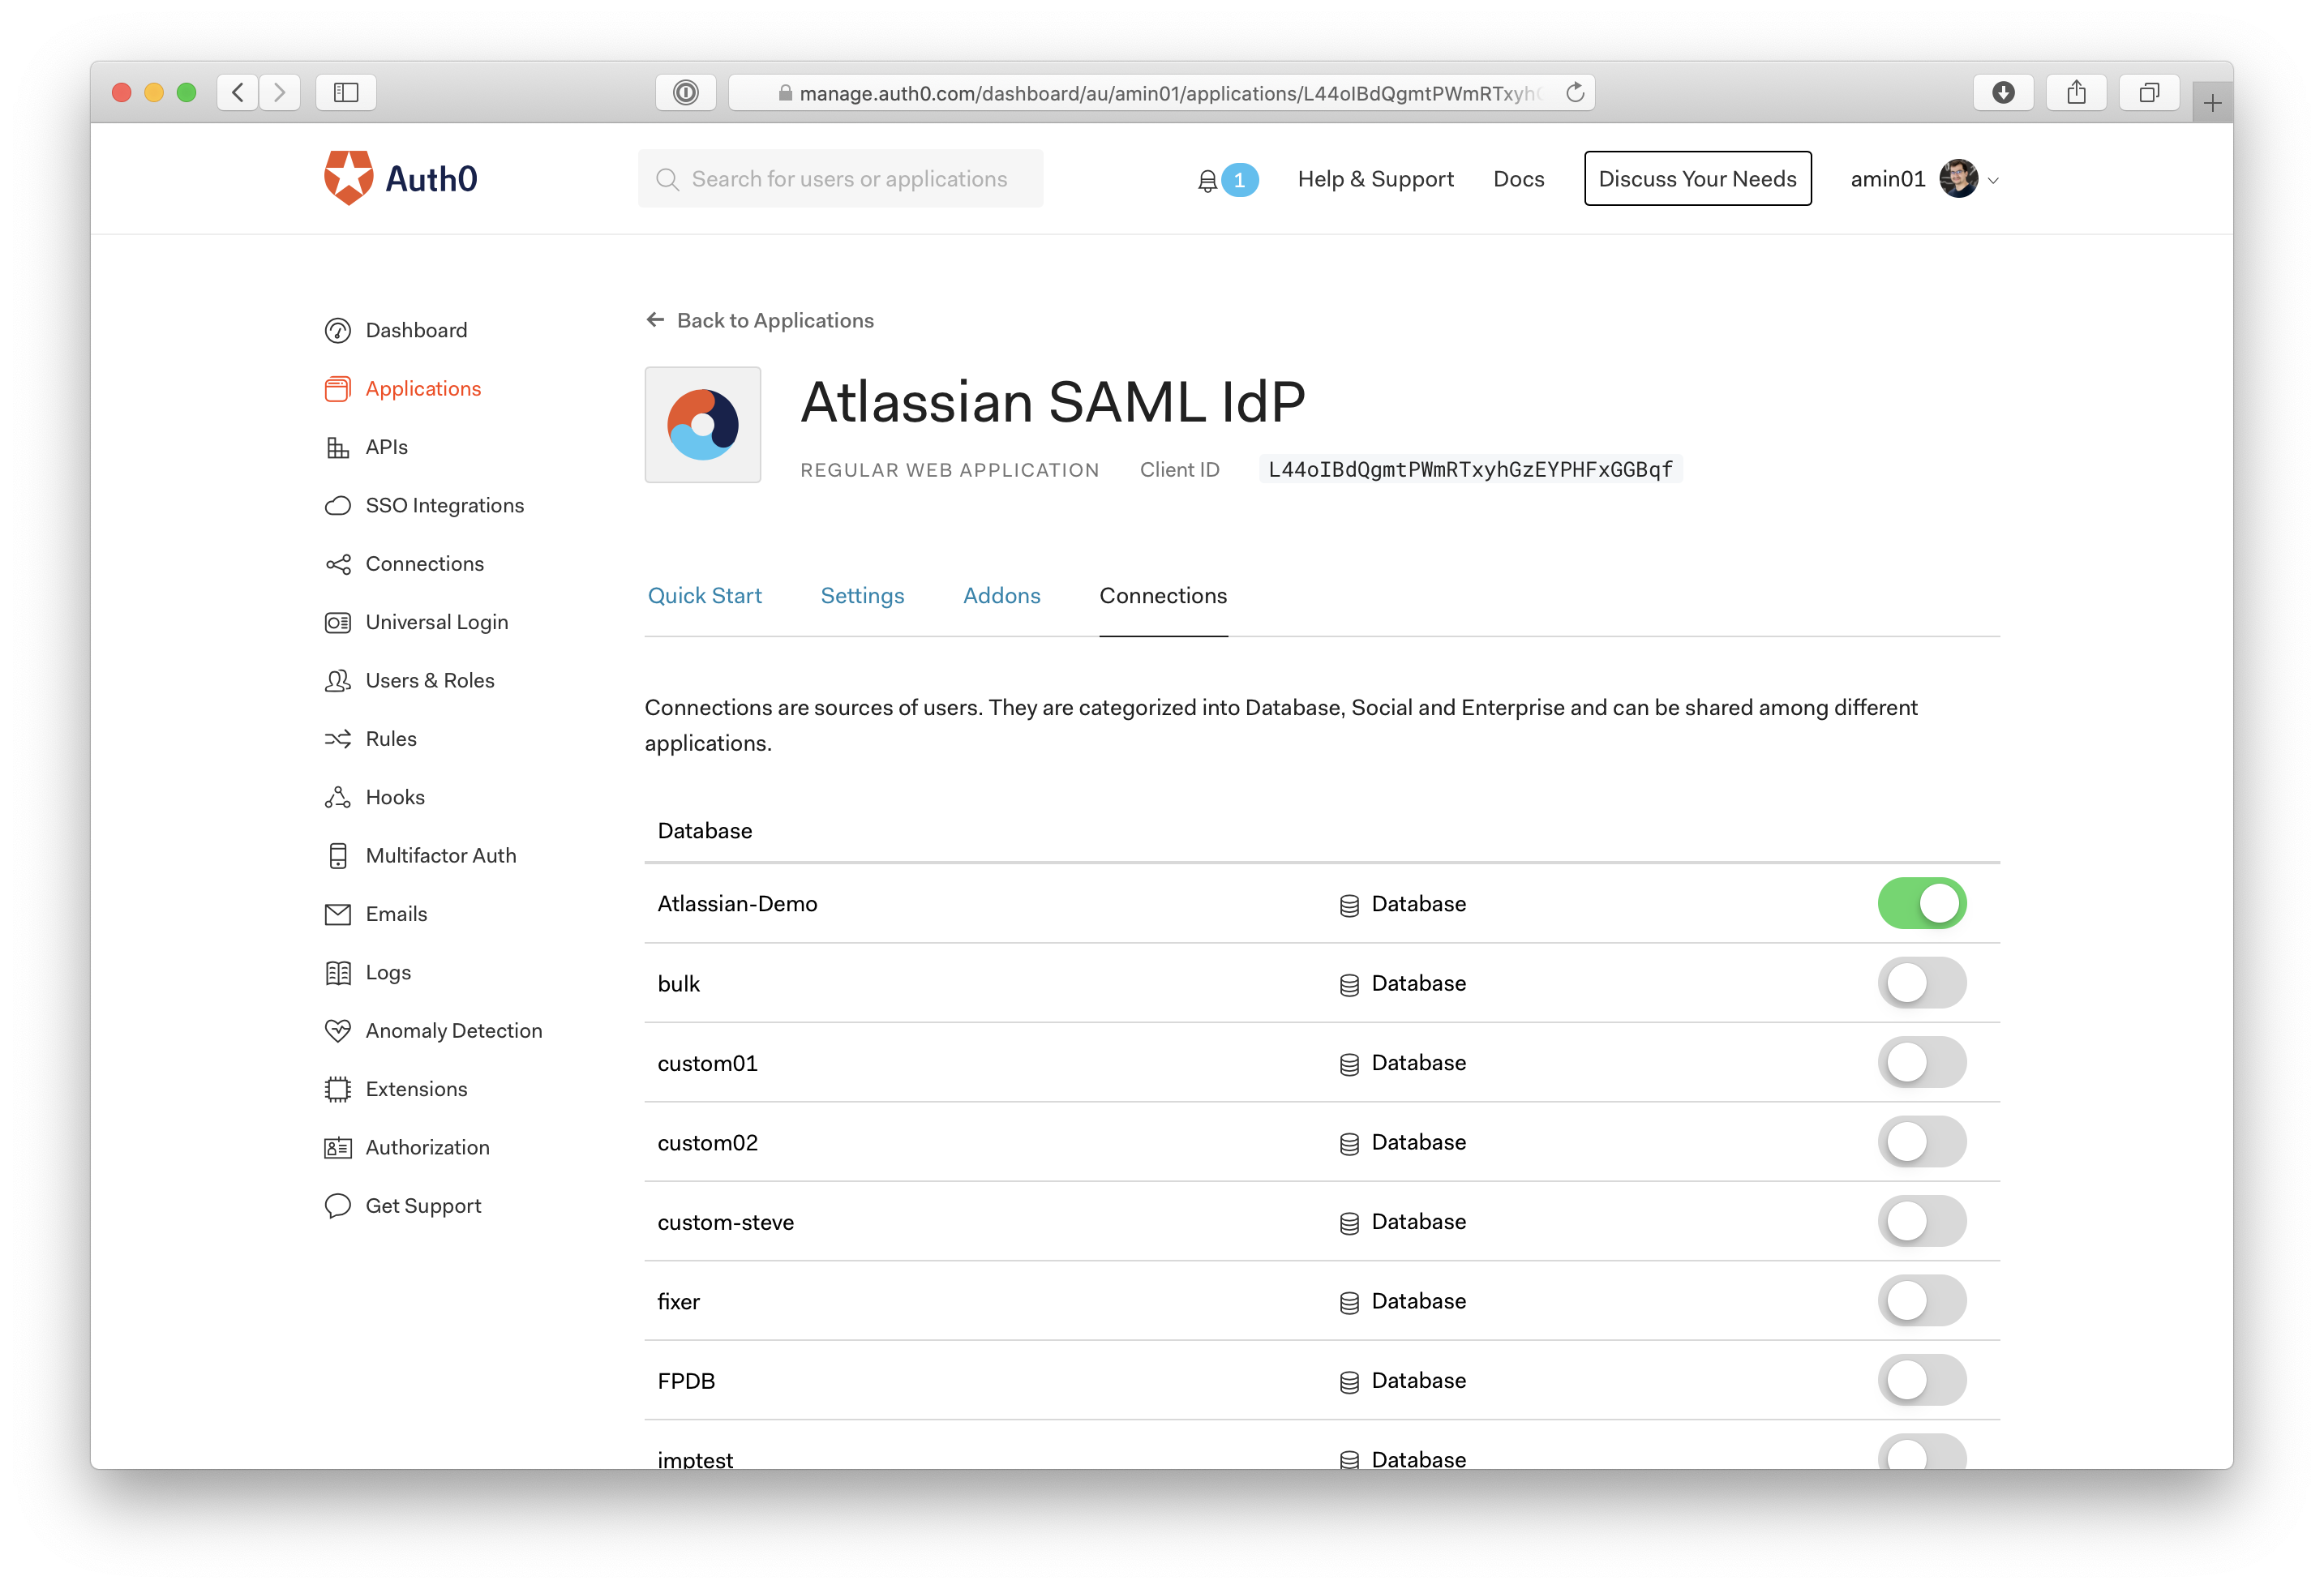 manage.auth0.com/dashboard/au/amin01/applications/L44oIBdQgmtPWmRTxyh
Auth0
Search for users or applications
1
Help & Support
Docs
Discuss Your Needs
amin01
Dashboard
Applications
APIs
SSO Integrations
Connections
Universal Login
Users & Roles
Rules
Hooks
Multifactor Auth
Emails
Logs
Anomaly Detection
Extensions
Authorization
Get Support
Back to Applications
Atlassian SAML IdP
REGULAR WEB APPLICATION
Client ID
L44oIBdQgmtPWmRTxyhGzEYPHFxGGBqf
Quick Start
Settings
Addons
Connections
Connections are sources of users. They are categorized into Database, Social and Enterprise and can be shared among different
applications.
Database
Atlassian-Demo Database
bulk Database
custom01 Database
custom02 Database
custom-steve Database
fixer Database
FPDB Database
imptest Database